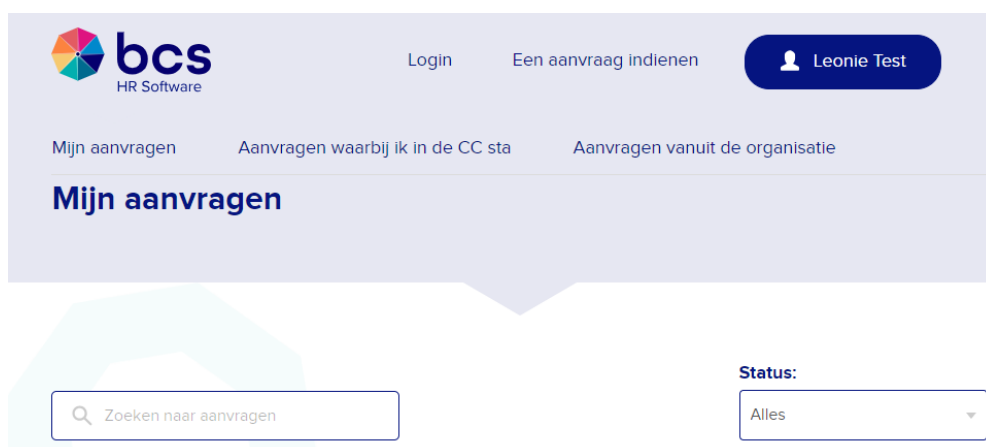 bcs
HR Software
Login
Een aanvraag indienen
Leonie Test
Mijn aanvragen
Aanvragen waarbij ik in de CC sta
Aanvragen vanuit de organisatie
Mijn aanvragen
Status:
Zoeken naar aanvragen
Alles